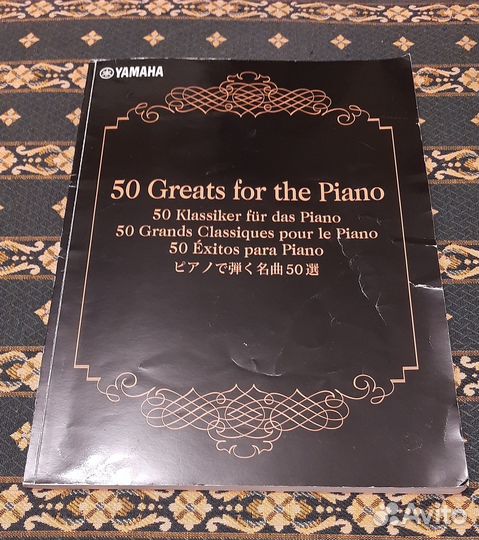 YAMAHA
50 Greats for the Piano
50 Klassiker für das Piano
50 Grands Classiques pour le Piano
50 Éxitos para Piano
ピアノで弾く名曲50選
Avito